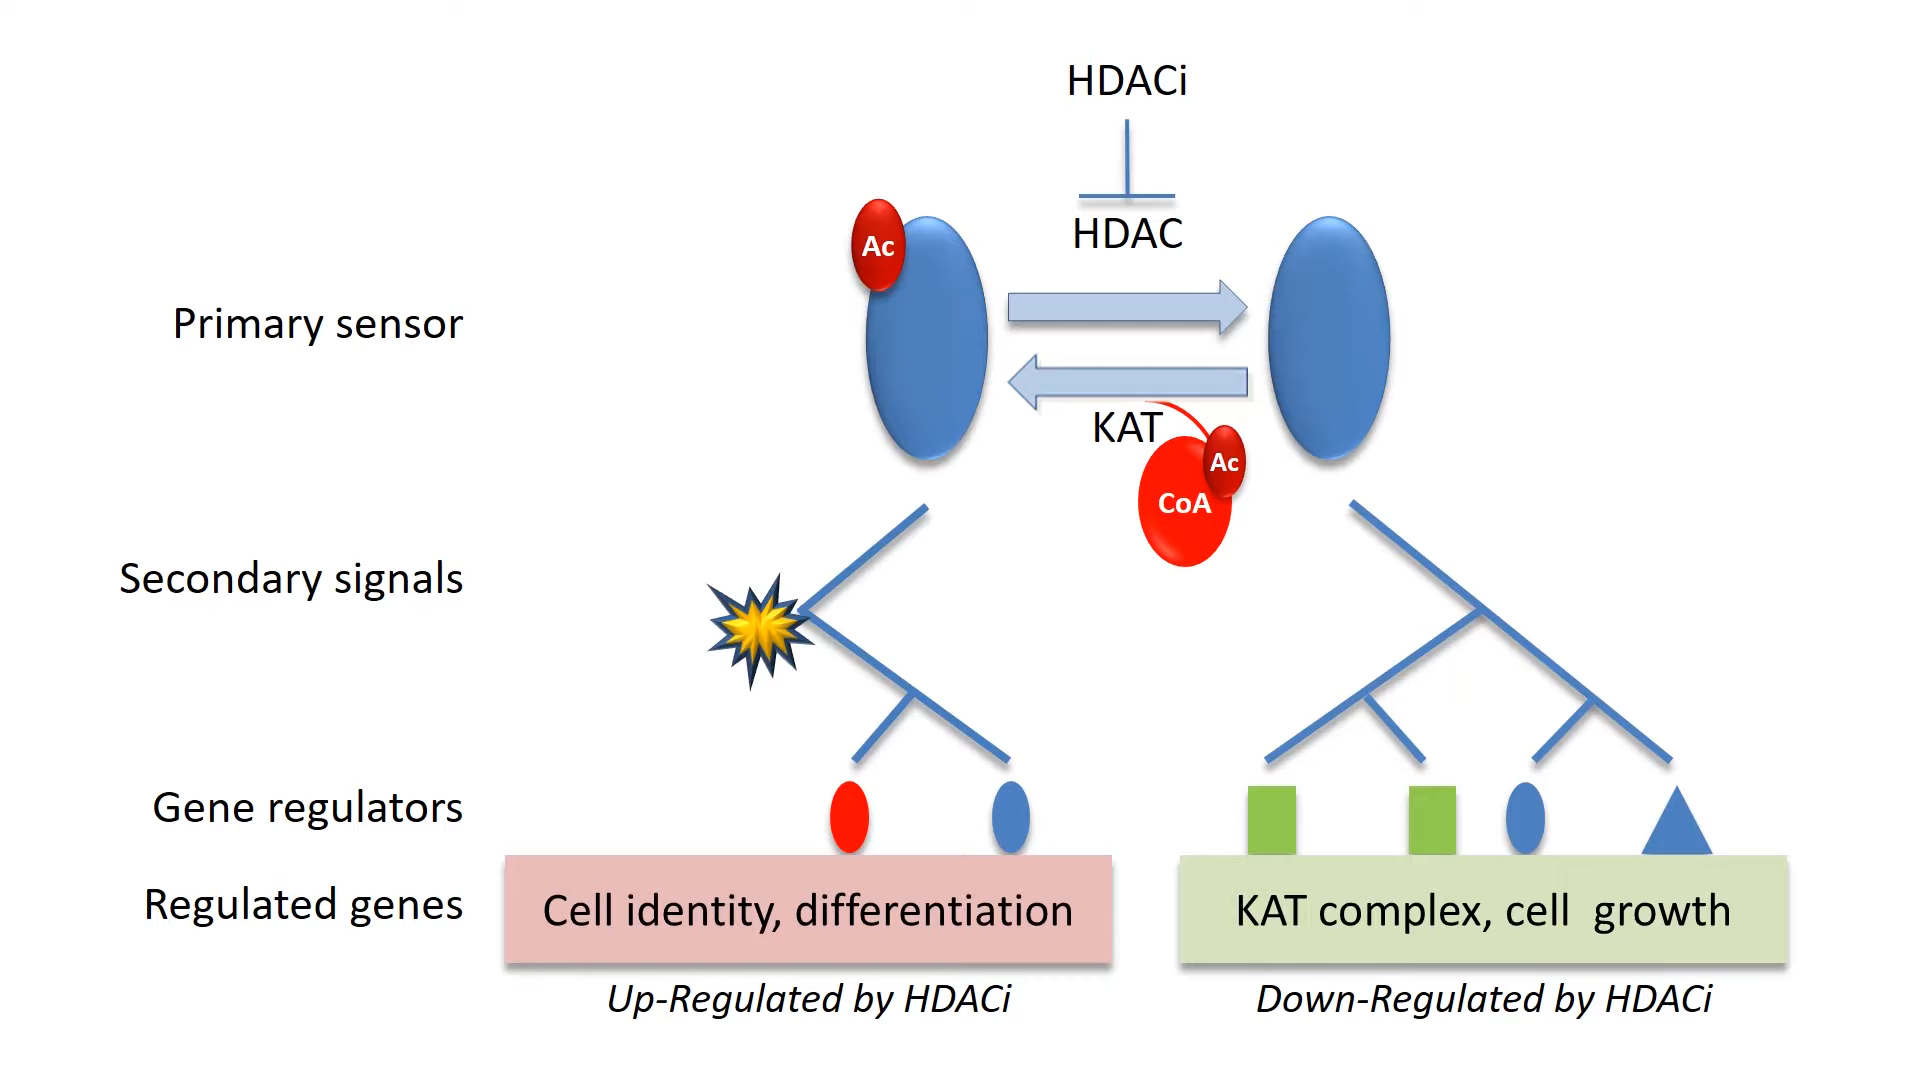 HDACi
HDAC
Ac
Primary sensor
KAT
Ac
CoA
Secondary signals
Gene regulators
Regulated genes
Cell identity, differentiation
KAT complex, cell growth
Up-Regulated by HDACi
Down-Regulated by HDACi